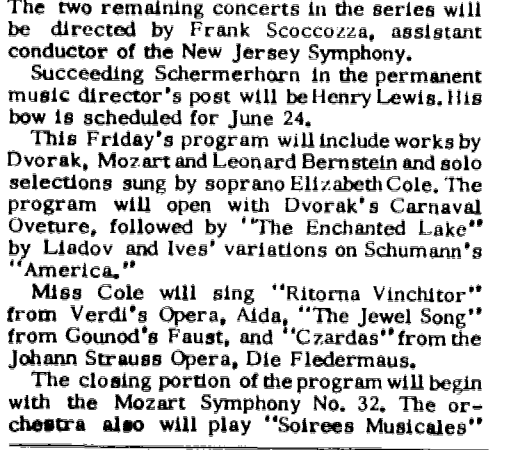 The two remaining concerts in the series will
be directed by Frank Scoccozza, assistant
conductor of the New Jersey Symphony.
Succeeding Schermerhorn in the permanent
music director's post will be Henry Lewis. His
bow is scheduled for June 24.
This Friday's program will include works by
Dvorak, Mozart and Leonard Bernstein and solo
selections sung by soprano Elizabeth Cole. The
program will open with Dvorak's Carnaval
Oveture, followed by "The Enchanted Lake"
by Liadov and Ives' variations on Schumann's
"America."
Miss Cole will sing "Ritorna Vinchitor"
from Verdi's Opera, Aida, "The Jewel Song"
from Gounod's Faust, and "Czardas" from the
Johann Strauss Opera, Die Fledermaus.
The closing portion of the program will begin
with the Mozart Symphony No. 32. The or-
chestra also will play "Soirees Musicales"